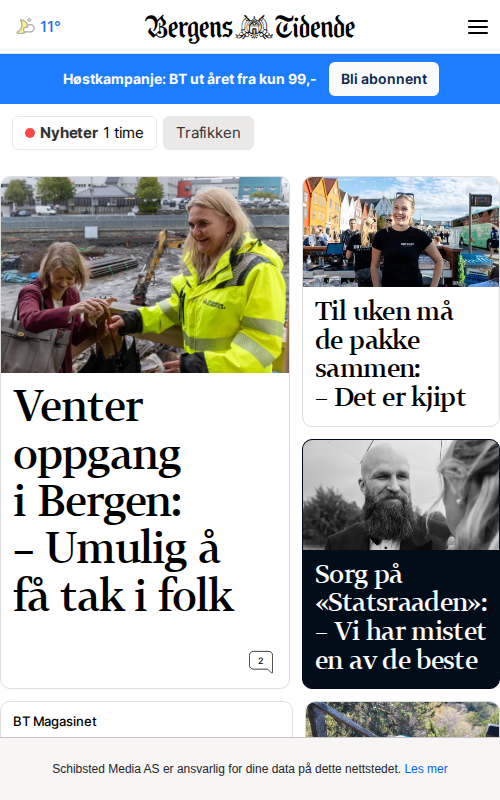 11°
Bergens Tidende
Høstkampanje: BT ut året fra kun 99,-
Bli abonnent
Nyheter 1 time
Trafikken
Venter
oppgang
i Bergen:
– Umulig å
få tak i folk
2
Til uken må
de pakke
sammen:
– Det er kjipt
Sorg på
«Statsraaden»:
– Vi har mistet
en av de beste
BT Magasinet
Schibsted Media AS er ansvarlig for dine data på dette nettstedet. Les mer